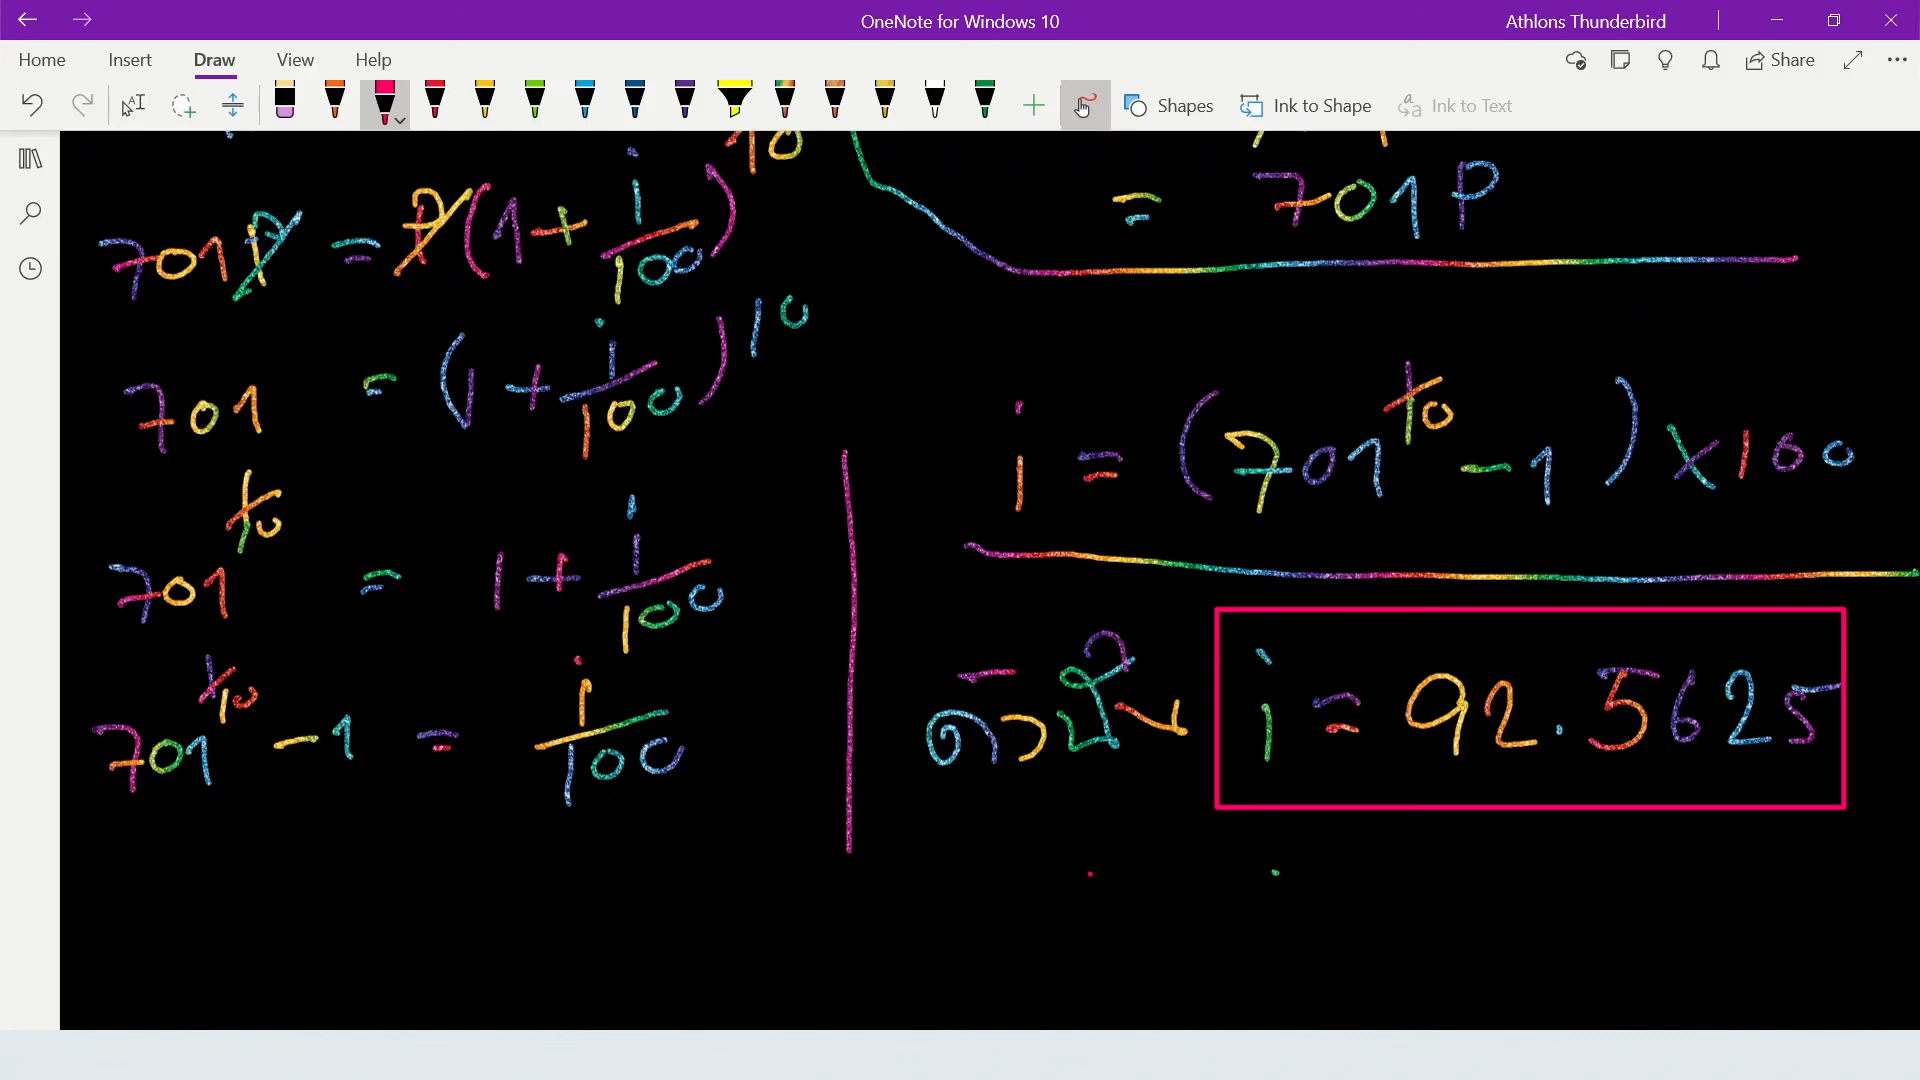 OneNote for Windows 10
Athlons Thunderbird
Home Insert Draw View Help
Share
Shapes Ink to Shape Ink to Text
10
= 701P
701P = P(1 + i/100)
701 = (1 + i/100)^10
701^1/10 = 1 + i/100
701^1/10 - 1 = i/100
i = (701^1/10 - 1) × 100
ดังนั้น i = 92.5625